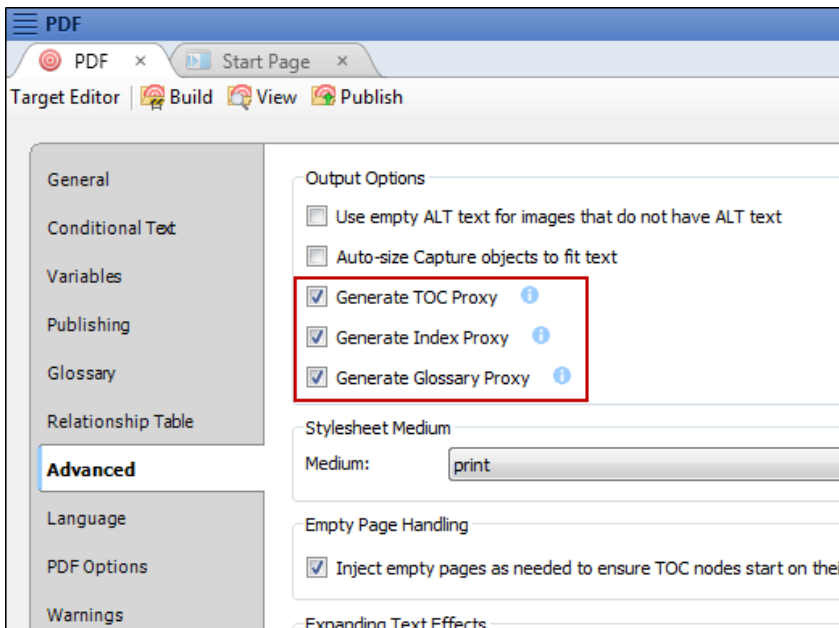 PDF
PDF × Start Page ×
Target Editor Build View Publish
General
Conditional Text
Variables
Publishing
Glossary
Relationship Table
Advanced
Language
PDF Options
Warnings
Output Options
Use empty ALT text for images that do not have ALT text
Auto-size Capture objects to fit text
Generate TOC Proxy
Generate Index Proxy
Generate Glossary Proxy
Stylesheet Medium
Medium: print
Empty Page Handling
Inject empty pages as needed to ensure TOC nodes start on thei
Expanding Text Effects